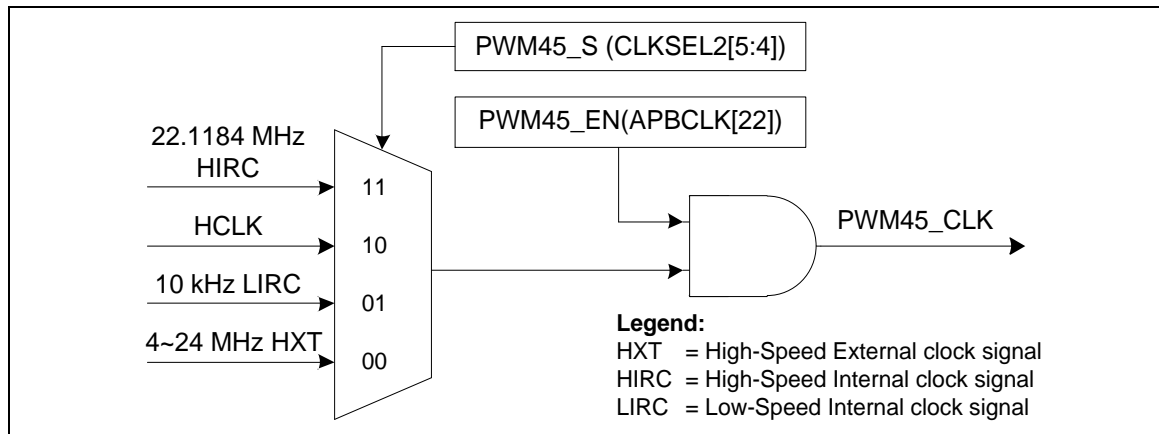 PWM45_S (CLKSEL2[5:4])
PWM45_EN(APBCLK[22])
22.1184 MHz
HIRC
11
HCLK
10
10 kHz LIRC
01
4~24 MHz HXT
00
PWM45_CLK
Legend:
HXT = High-Speed External clock signal
HIRC = High-Speed Internal clock signal
LIRC = Low-Speed Internal clock signal